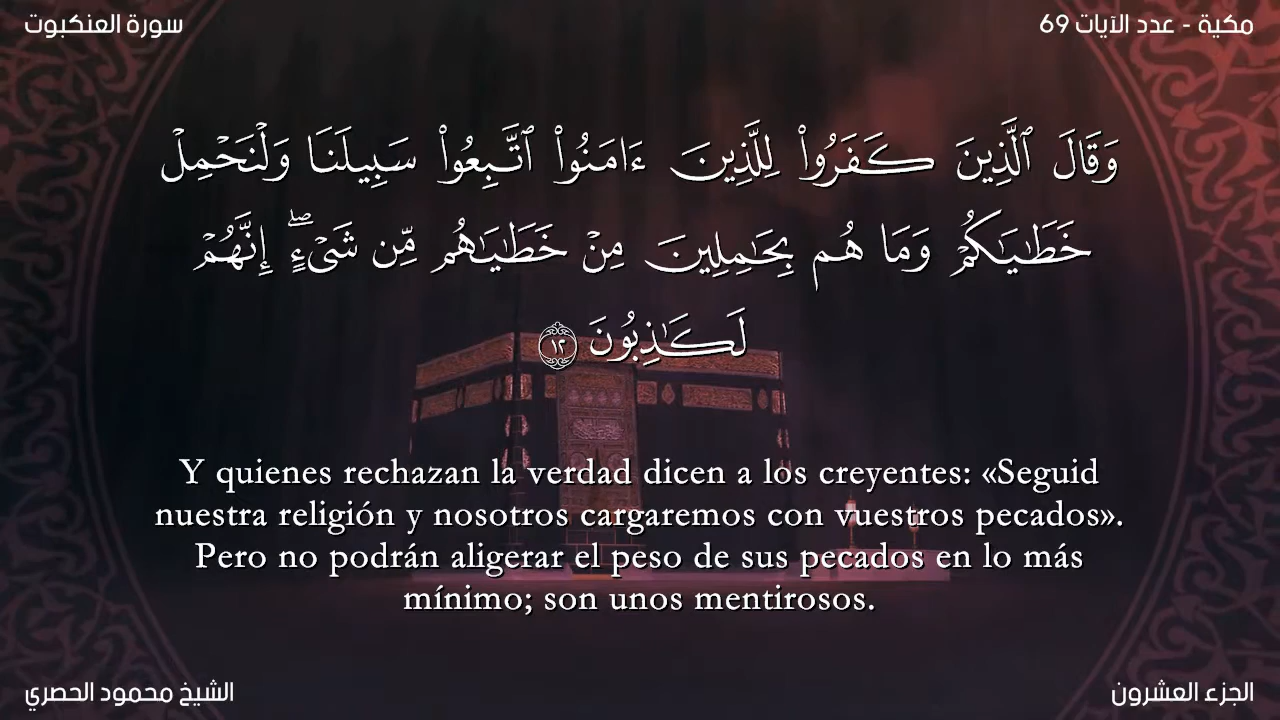 سورة العنكبوت
مكية - عدد الآيات 69
وَقَالَ ٱلَّذِينَ كَفَرُوا۟ لِلَّذِينَ ءَامَنُوا۟ ٱتَّبِعُوا۟ سَبِيلَنَا وَلْنَحْمِلْ
خَطَـٰيَـٰكُمْ وَمَا هُم بِحَـٰمِلِينَ مِنْ خَطَـٰيَـٰهُم مِّن شَىْءٍ ۖ إِنَّهُمْ
لَكَـٰذِبُونَ ١٢
Y quienes rechazan la verdad dicen a los creyentes: «Seguid
nuestra religión y nosotros cargaremos con vuestros pecados».
Pero no podrán aligerar el peso de sus pecados en lo más
mínimo; son unos mentirosos.
الشيخ محمود الحصري
الجزء العشرون